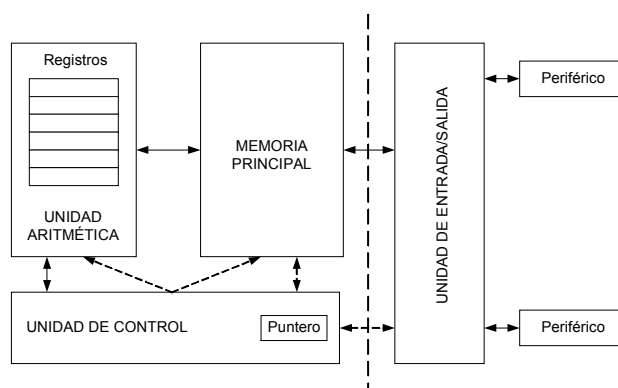 Registros
UNIDAD
ARITMÉTICA
MEMORIA
PRINCIPAL
UNIDAD DE CONTROL
Puntero
UNIDAD DE ENTRADA/SALIDA
Periférico
Periférico